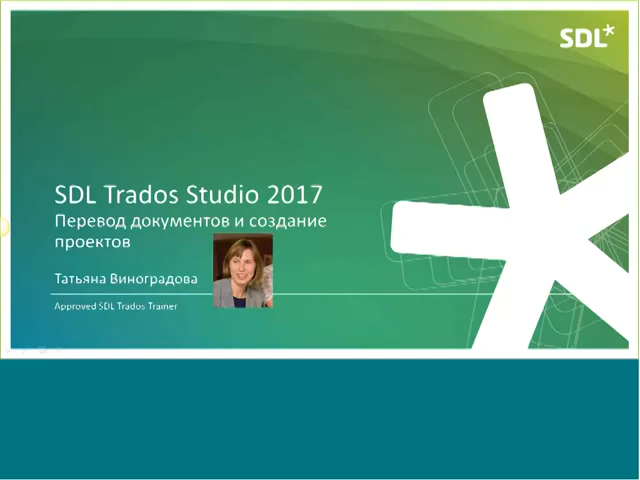 SDL*
SDL Trados Studio 2017
Перевод документов и создание
проектов
Татьяна Виноградова
Approved SDL Trados Trainer